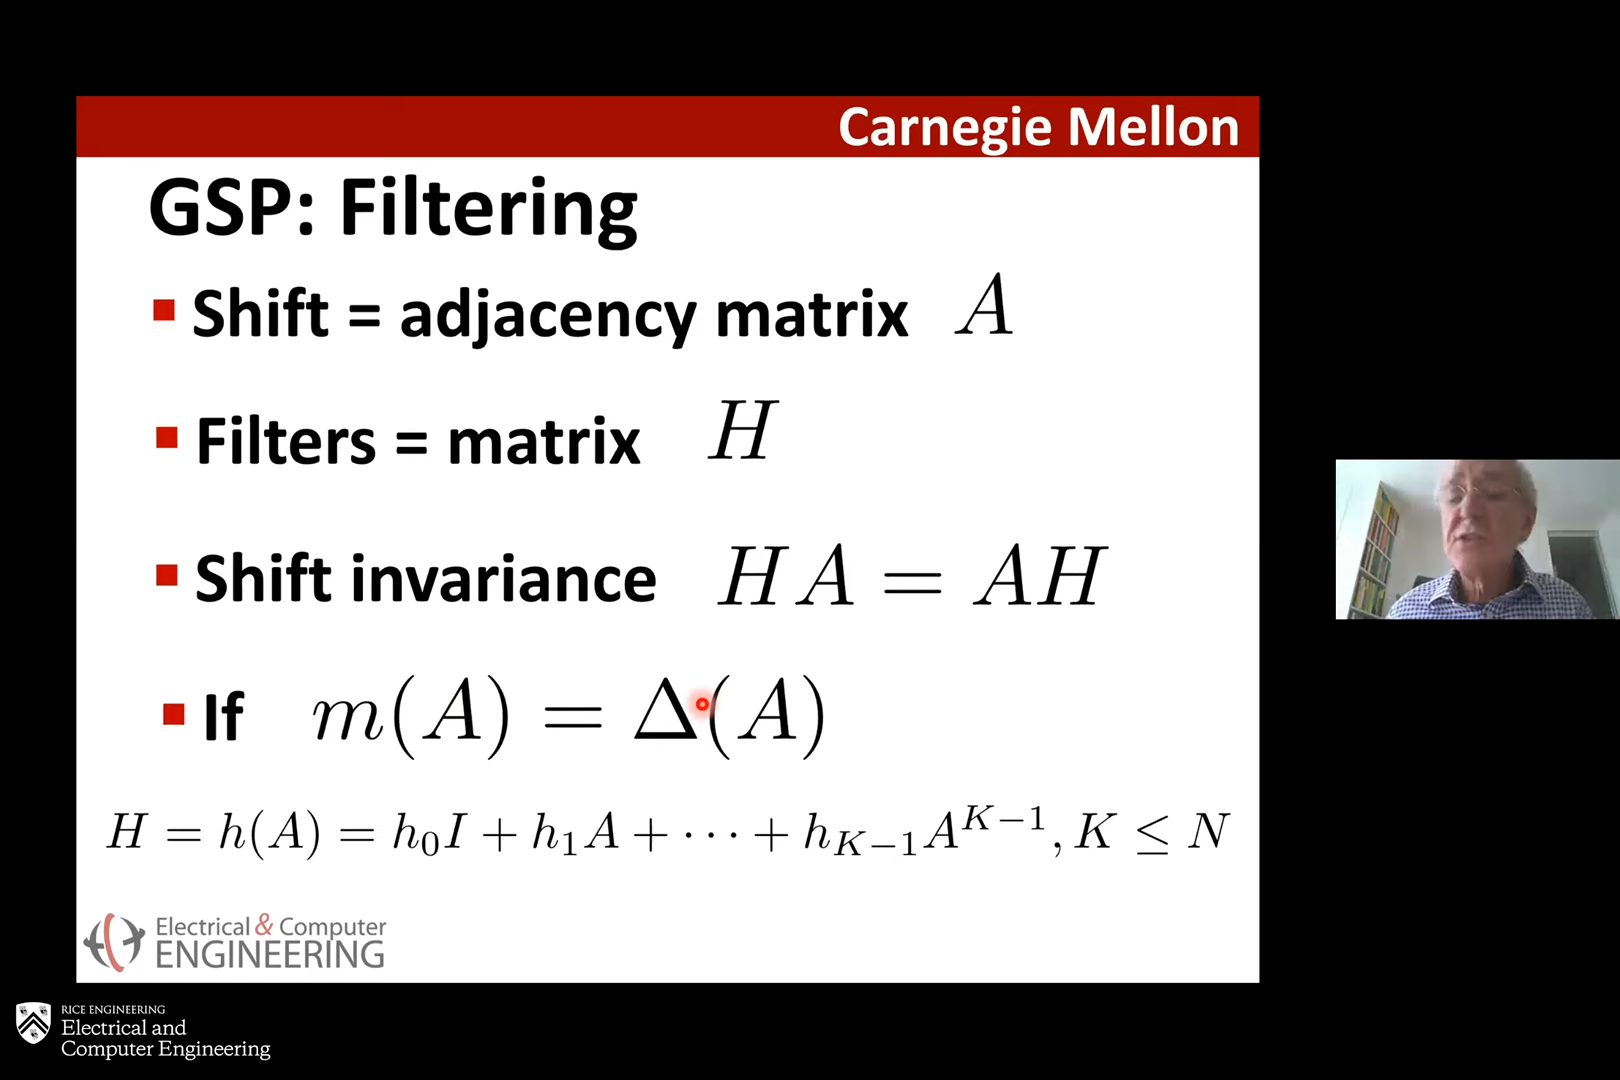 Carnegie Mellon
GSP: Filtering
Shift = adjacency matrix A
Filters = matrix H
Shift invariance HA = AH
If m(A) = Δ(A)
H = h(A) = h₀I + h₁A + ⋯ + h_{K−1}A^{K−1}, K ≤ N
Electrical & Computer
ENGINEERING
RICE ENGINEERING
Electrical and
Computer Engineering